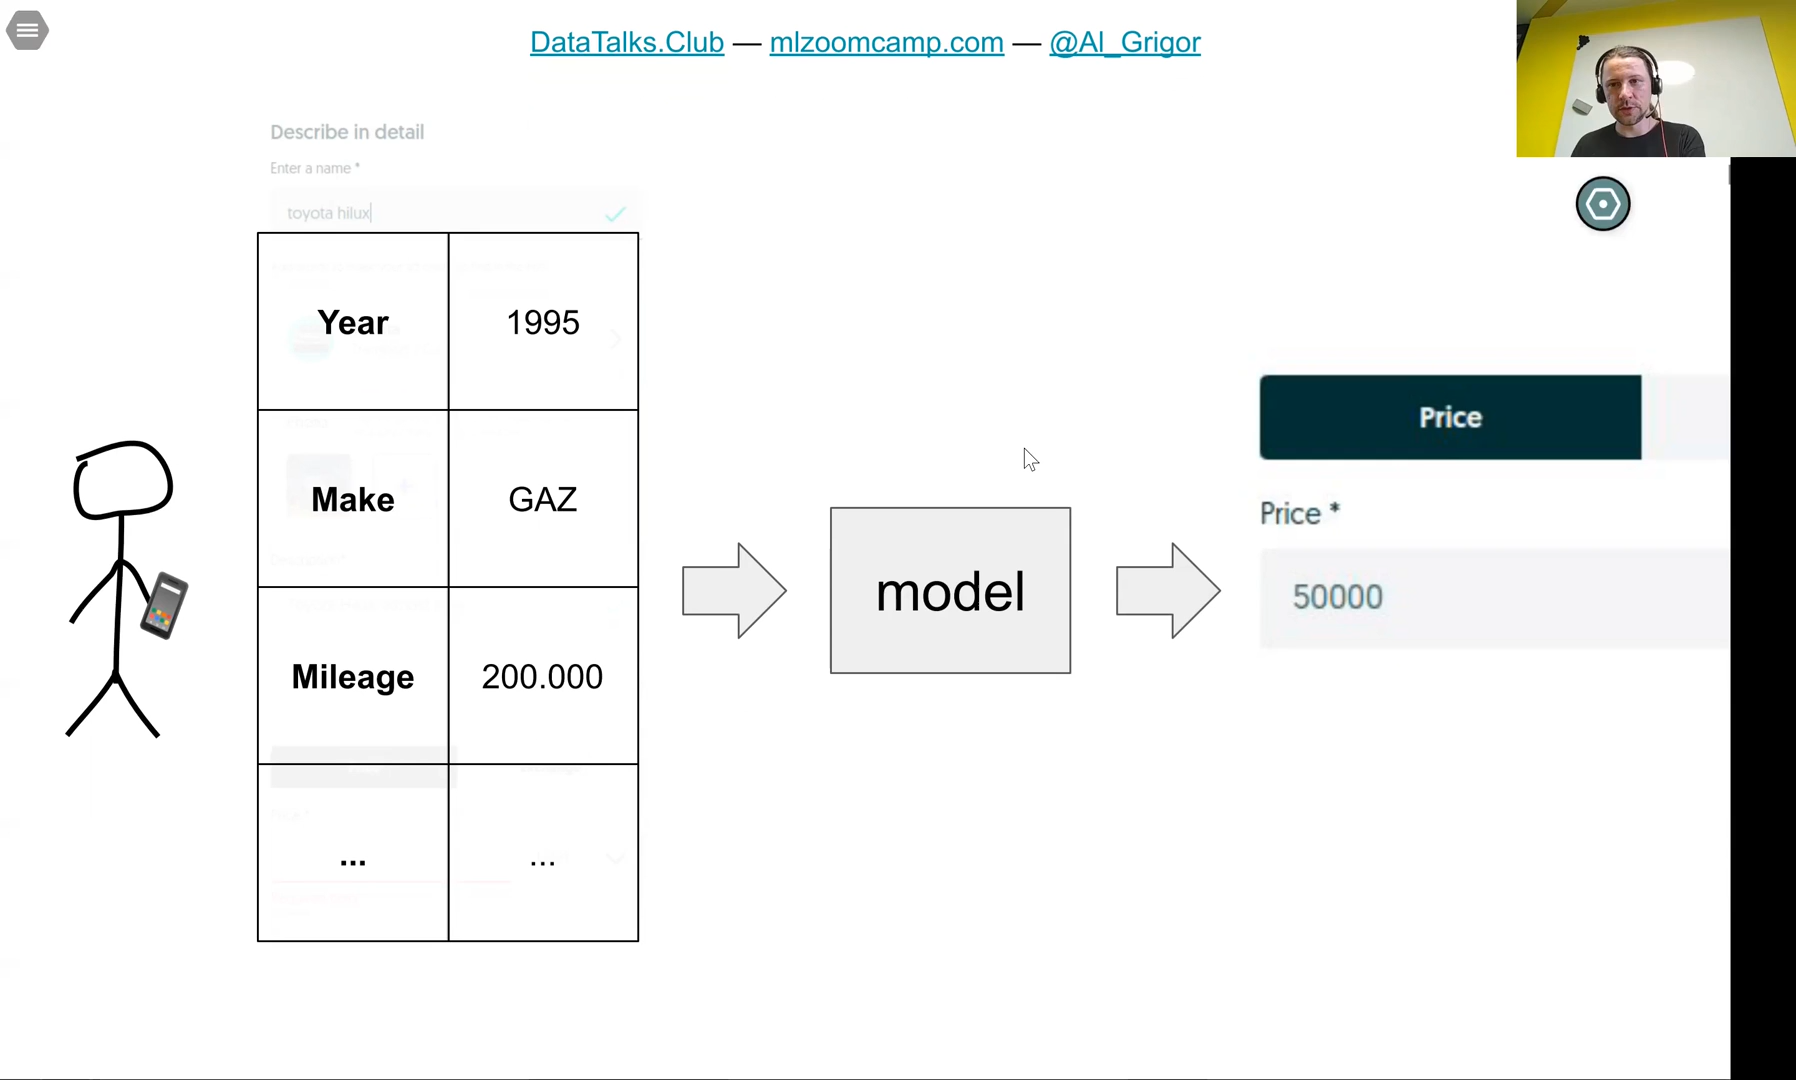 DataTalks.Club — mlzoomcamp.com — @Al_Grigor
Describe in detail
Enter a name *
toyota hilux
Year 1995
Make GAZ
Mileage 200.000
... ...
model
Price
Price *
50000